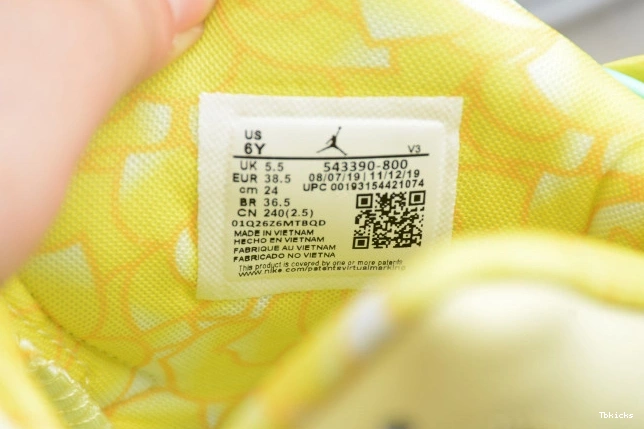 US
6Y
V3
UK 5.5
543390-800
EUR 38.5
08/07/19 | 11/12/19
cm 24
UPC 00193154421074
BR 36.5
CN 240(2.5)
01Q26Z6MTBQD
MADE IN VIETNAM
HECHO EN VIETNAM
FABRIQUE AU VIETNAM
FABRICADO NO VIETNA
This product is covered by one or more patents
www.nike.com/patentsvirtualmarking
Tbkicks